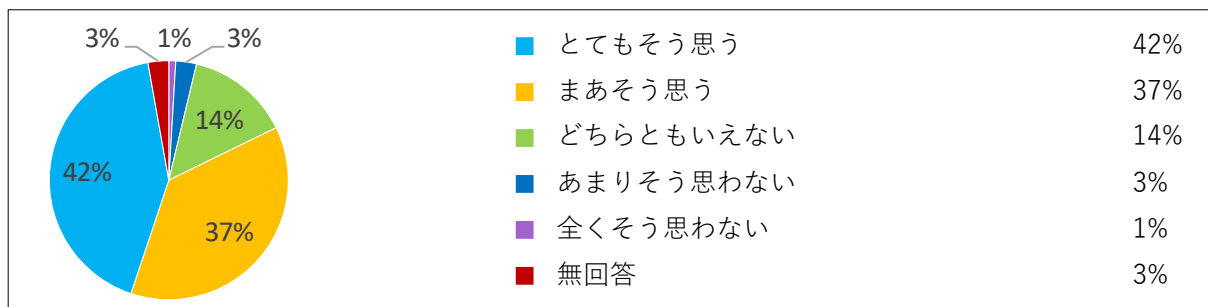 3% 1% 3%
14%
42%
37%
とてもそう思う 42%
まあそう思う 37%
どちらともいえない 14%
あまりそう思わない 3%
全くそう思わない 1%
無回答 3%